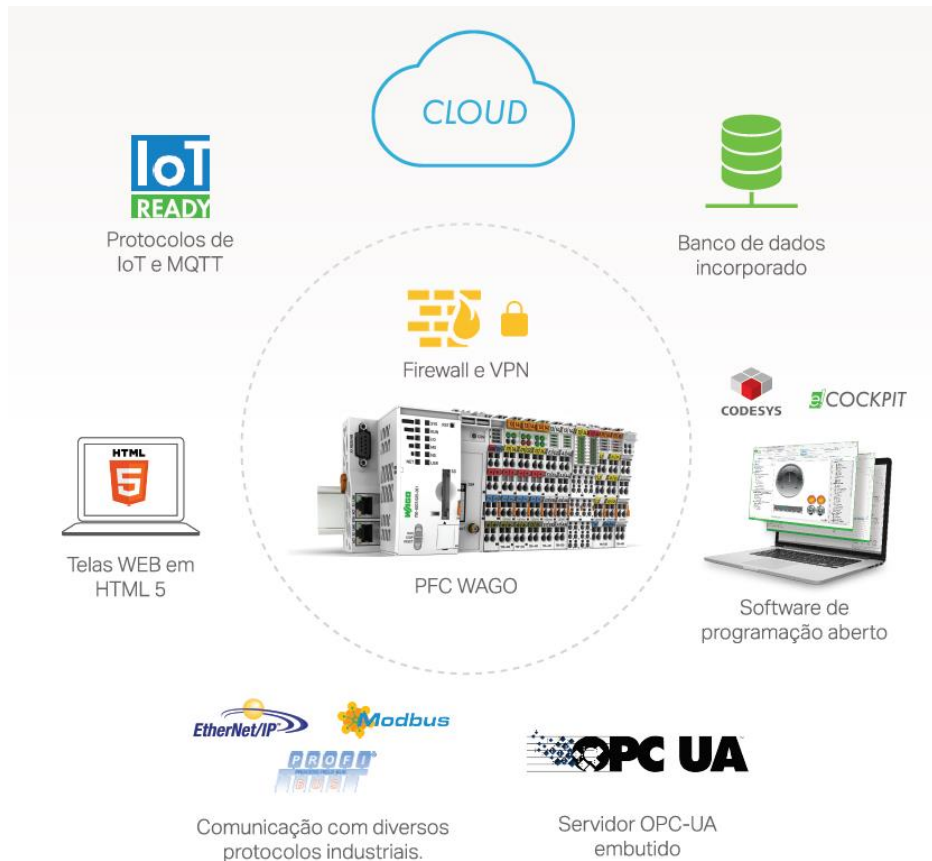 CLOUD
IoT
READY
Protocolos de
IoT e MQTT
Banco de dados
incorporado
Firewall e VPN
CODESYS
e!COCKPIT
HTML
5
WAGO
PFC WAGO
Telas WEB em
HTML 5
Software de
programação aberto
EtherNet/IP
Modbus
PROFI
BUS
OPC UA
Comunicação com diversos
protocolos industriais.
Servidor OPC-UA
embutido